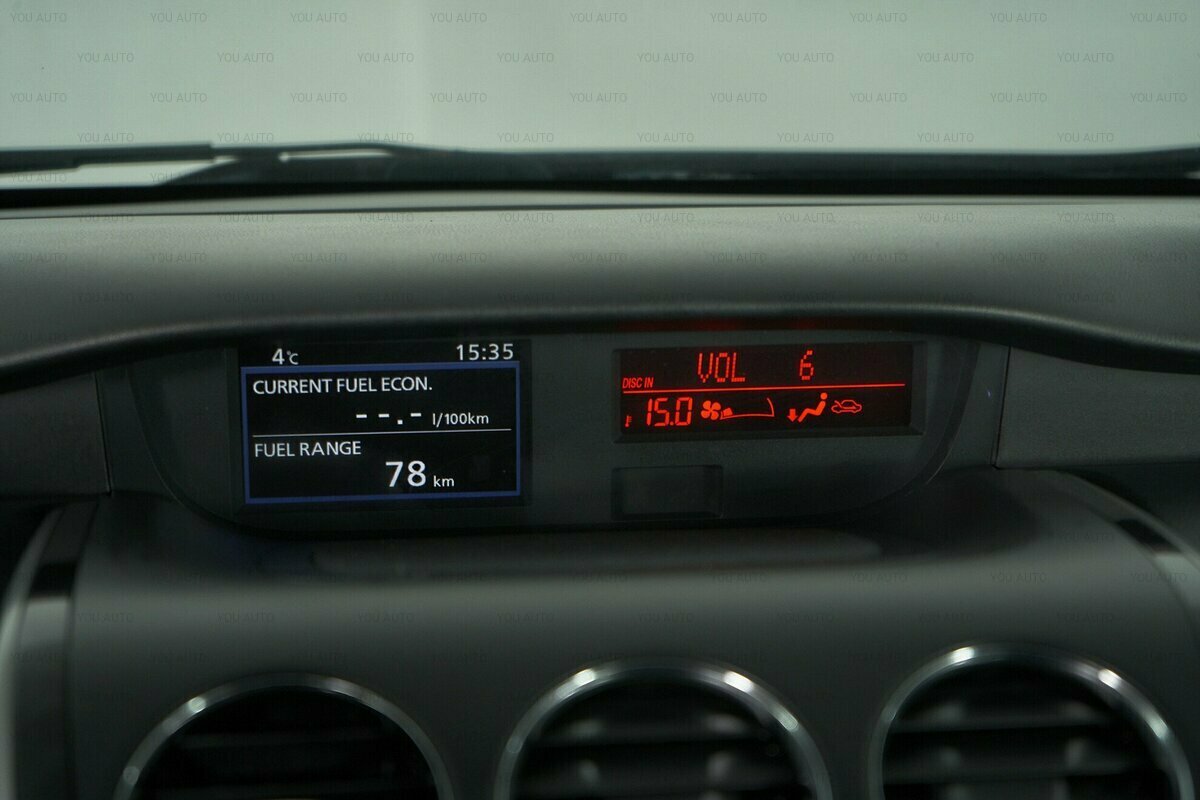 4°C 15:35
CURRENT FUEL ECON.
--.- l/100km
FUEL RANGE
78 km
VOL 6
DISC IN
15.0
YOU AUTO